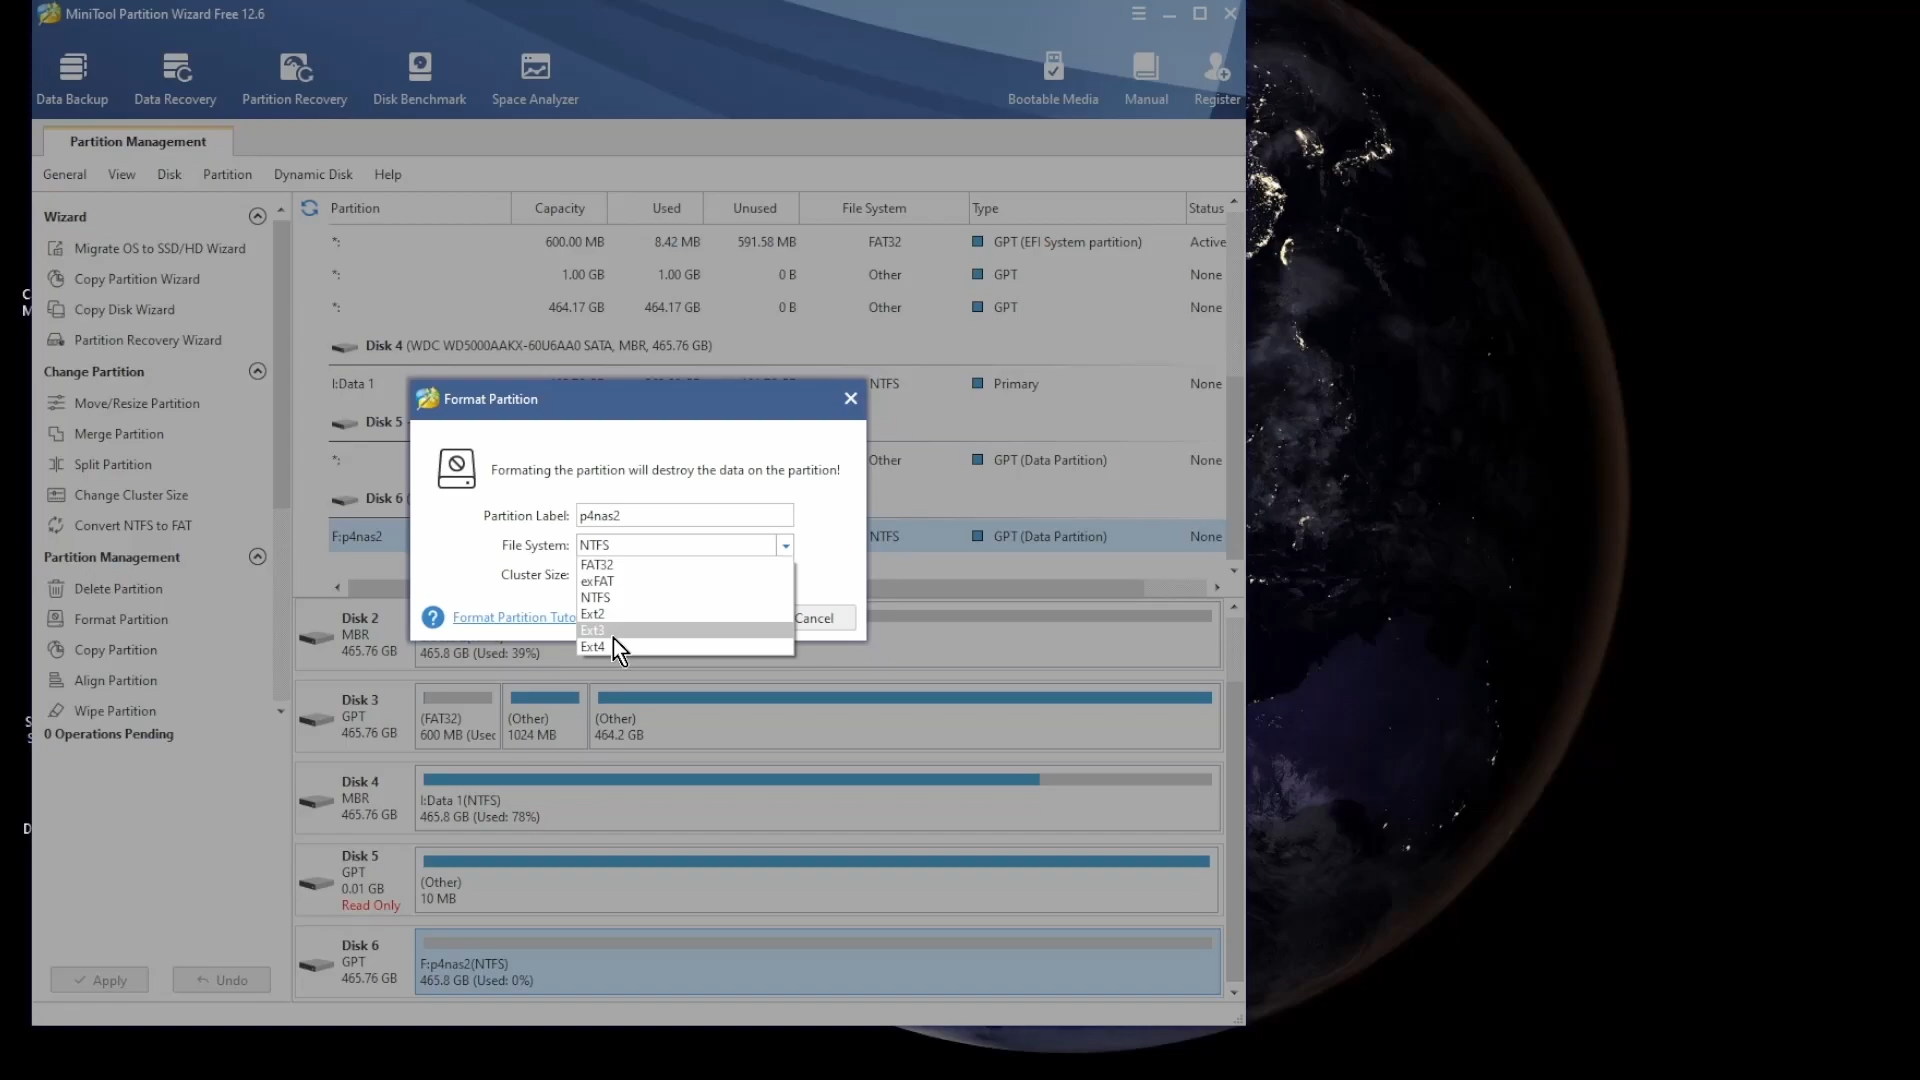 MiniTool Partition Wizard Free 12.6
Data Backup
Data Recovery
Partition Recovery
Disk Benchmark
Space Analyzer
Bootable Media
Manual
Register
Partition Management
General View Disk Partition Dynamic Disk Help
Wizard
Migrate OS to SSD/HD Wizard
Copy Partition Wizard
Copy Disk Wizard
Partition Recovery Wizard
Change Partition
Move/Resize Partition
Merge Partition
Split Partition
Change Cluster Size
Convert NTFS to FAT
Partition Management
Delete Partition
Format Partition
Copy Partition
Align Partition
Wipe Partition
0 Operations Pending
Apply
Undo
Partition Capacity Used Unused File System Type Status
*: 600.00 MB 8.42 MB 591.58 MB FAT32 GPT (EFI System partition) Active
*: 1.00 GB 1.00 GB 0 B Other GPT None
*: 464.17 GB 464.17 GB 0 B Other GPT None
Disk 4 (WDC WD5000AAKX-60U6AA0 SATA, MBR, 465.76 GB)
I:Data 1 NTFS Primary None
Disk 5
*: Other GPT (Data Partition) None
Disk 6 (
F:p4nas2 NTFS GPT (Data Partition) None
Format Partition
Formating the partition will destroy the data on the partition!
Partition Label: p4nas2
File System: NTFS
Cluster Size:
FAT32
exFAT
NTFS
Ext2
Ext3
Ext4
? Format Partition Tuto
Cancel
Disk 2
MBR
465.76 GB
465.8 GB (Used: 39%)
Disk 3
GPT
465.76 GB
(FAT32)
600 MB (Usec
(Other)
1024 MB
(Other)
464.2 GB
Disk 4
MBR
465.76 GB
I:Data 1(NTFS)
465.8 GB (Used: 78%)
Disk 5
GPT
0.01 GB
Read Only
(Other)
10 MB
Disk 6
GPT
465.76 GB
F:p4nas2(NTFS)
465.8 GB (Used: 0%)
C
M
S
D